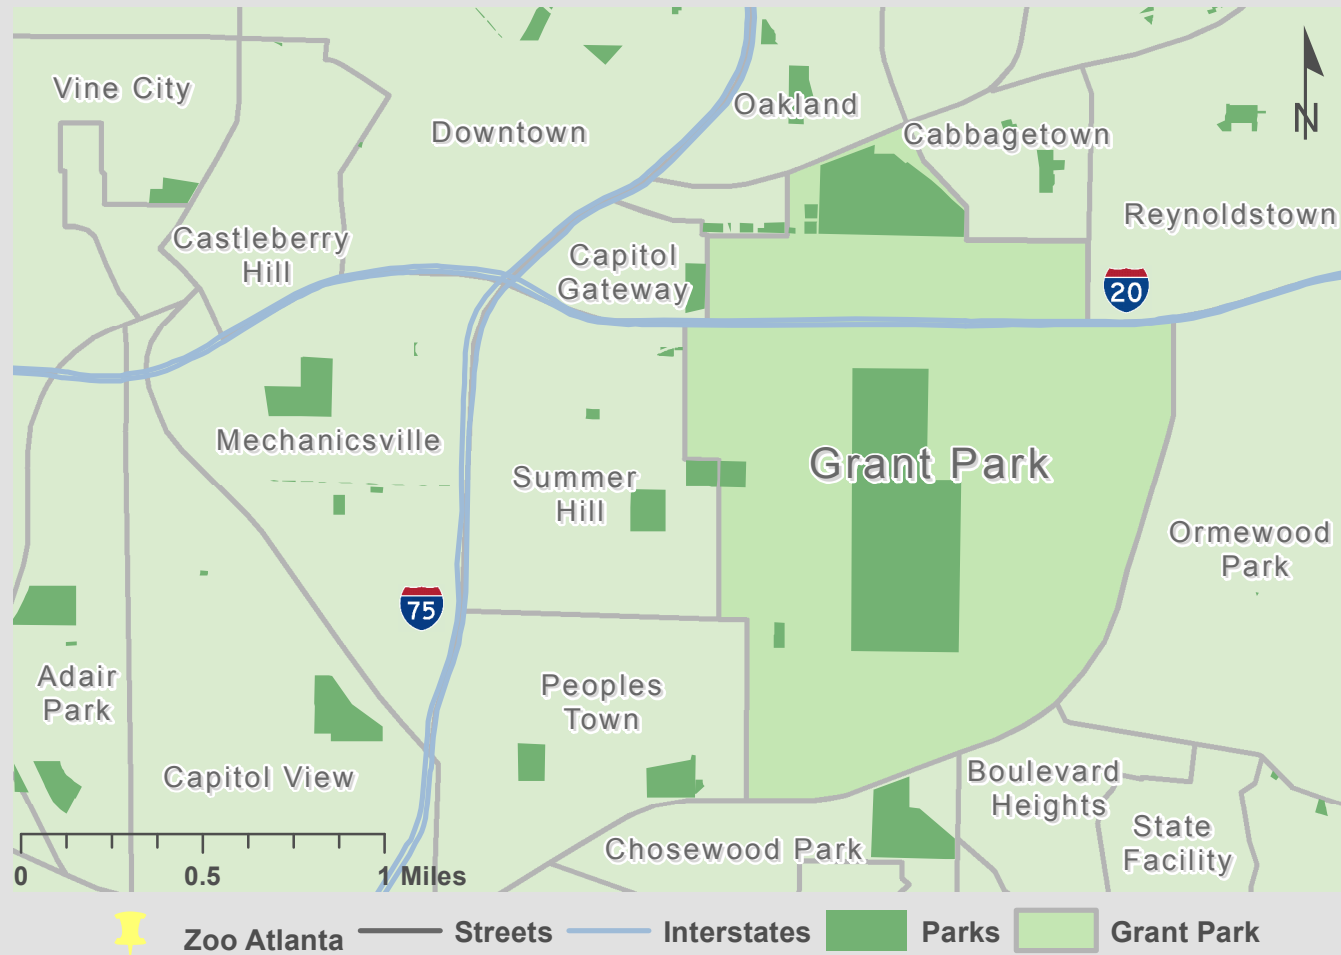 Vine City
Downtown
Oakland
Cabbagetown
N
Reynoldstown
Castleberry
Hill
Capitol
Gateway
20
Mechanicsville
Summer
Hill
Grant Park
Ormewood
Park
75
Adair
Park
Peoples
Town
Capitol View
Boulevard
Heights
State
Facility
Chosewood Park
0
0.5
1 Miles
Zoo Atlanta
Streets
Interstates
Parks
Grant Park